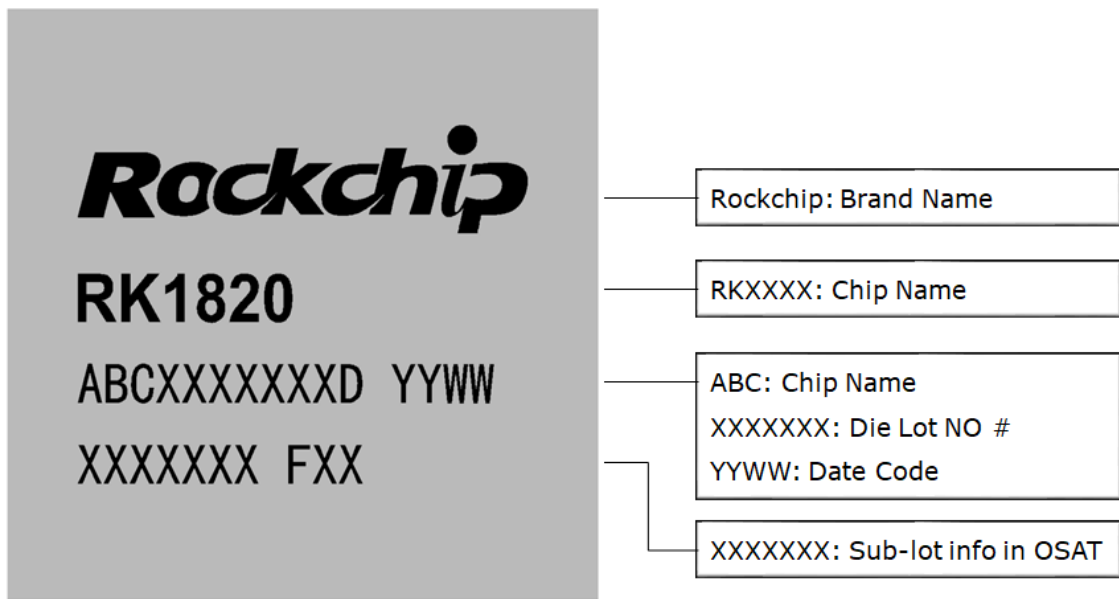 Rockchip
RK1820
ABCXXXXXXXD YYWW
XXXXXXX FXX
Rockchip: Brand Name
RKXXXX: Chip Name
ABC: Chip Name
XXXXXXX: Die Lot NO #
YYWW: Date Code
XXXXXXX: Sub-lot info in OSAT